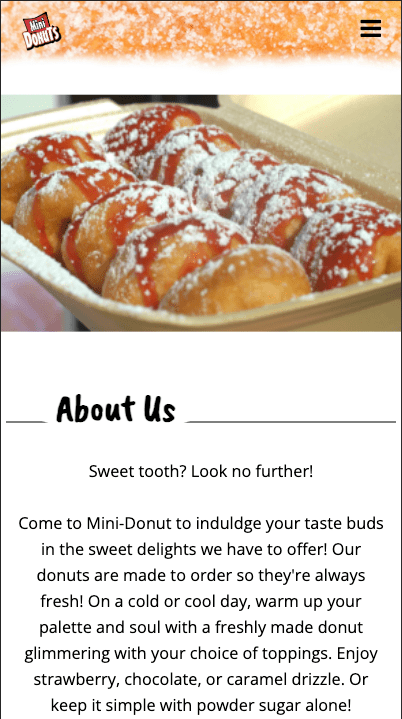 Mini
DONUTS
About Us
Sweet tooth? Look no further!
Come to Mini-Donut to induldge your taste buds
in the sweet delights we have to offer! Our
donuts are made to order so they're always
fresh! On a cold or cool day, warm up your
palette and soul with a freshly made donut
glimmering with your choice of toppings. Enjoy
strawberry, chocolate, or caramel drizzle. Or
keep it simple with powder sugar alone!